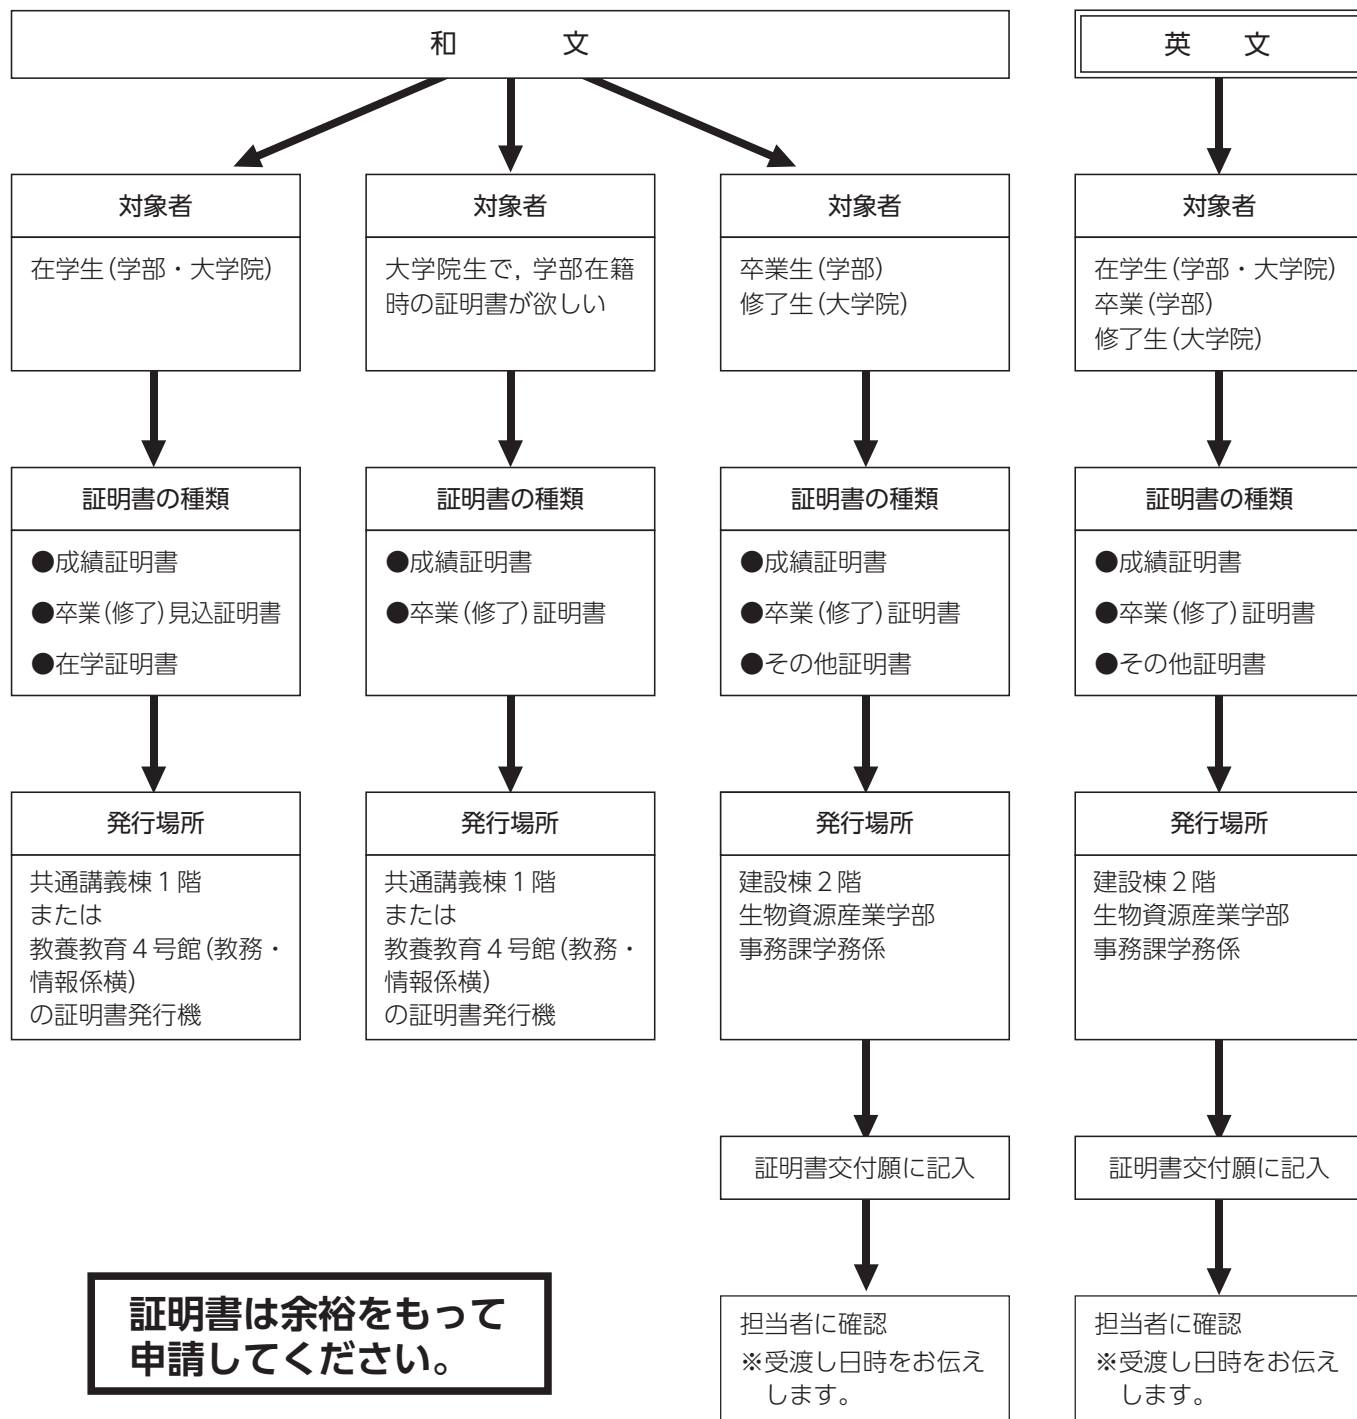 和 文
対象者
在学生(学部・大学院)
証明書の種類
●成績証明書
●卒業(修了)見込証明書
●在学証明書
発行場所
共通講義棟1階
または
教養教育4号館(教務・
情報係横)
の証明書発行機
対象者
大学院生で,学部在籍
時の証明書が欲しい
証明書の種類
●成績証明書
●卒業(修了)証明書
発行場所
共通講義棟1階
または
教養教育4号館(教務・
情報係横)
の証明書発行機
対象者
卒業生(学部)
修了生(大学院)
証明書の種類
●成績証明書
●卒業(修了)証明書
●その他証明書
発行場所
建設棟2階
生物資源産業学部
事務課学務係
証明書交付願に記入
担当者に確認
※受渡し日時をお伝え
します。
英 文
対象者
在学生(学部・大学院)
卒業(学部)
修了生(大学院)
証明書の種類
●成績証明書
●卒業(修了)証明書
●その他証明書
発行場所
建設棟2階
生物資源産業学部
事務課学務係
証明書交付願に記入
担当者に確認
※受渡し日時をお伝え
します。
証明書は余裕をもって
申請してください。